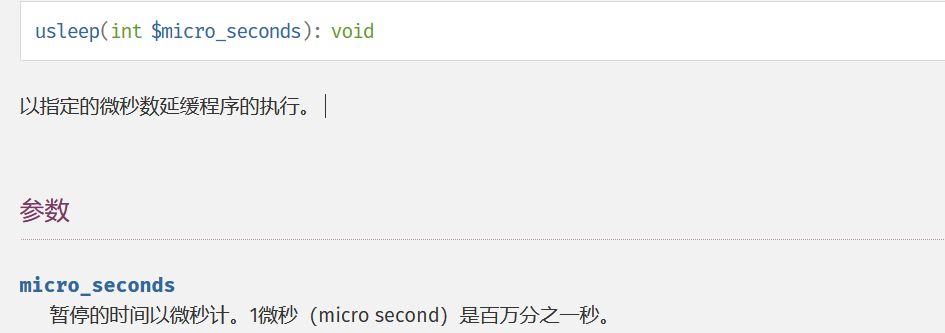 usleep(int $micro_seconds): void
以指定的微秒数延缓程序的执行。
参数
micro_seconds
暂停的时间以微秒计。1微秒（micro second）是百万分之一秒。